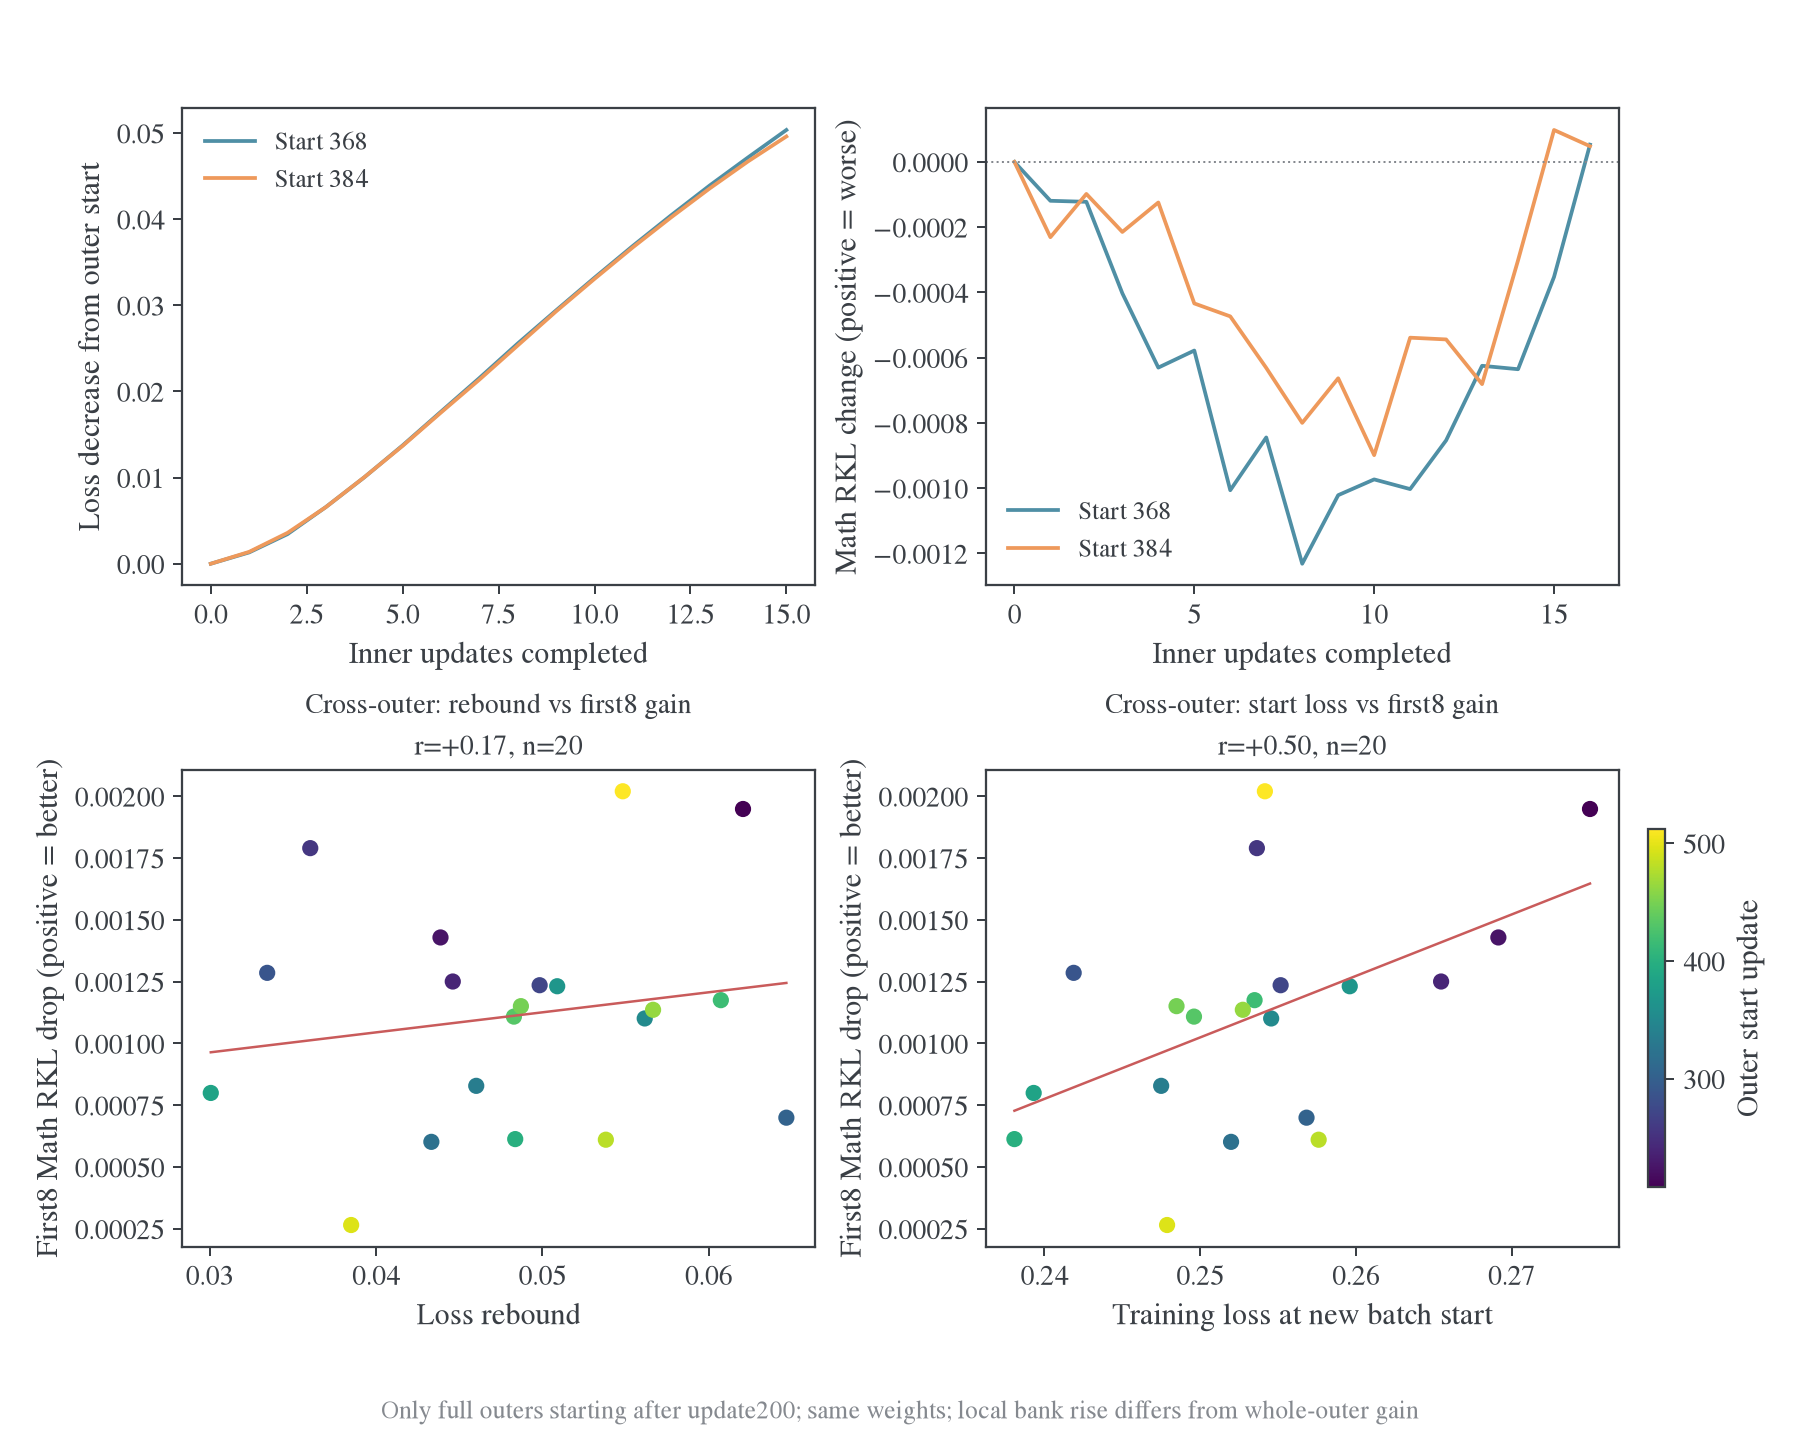 Loss decrease from outer start
0.05
0.04
0.03
0.02
0.01
0.00
Start 368
Start 384
0.0 2.5 5.0 7.5 10.0 12.5 15.0
Inner updates completed
Math RKL change (positive = worse)
0.0000
−0.0002
−0.0004
−0.0006
−0.0008
−0.0010
−0.0012
Start 368
Start 384
0 5 10 15
Inner updates completed
Cross-outer: rebound vs first8 gain
r=+0.17, n=20
First8 Math RKL drop (positive = better)
0.00200
0.00175
0.00150
0.00125
0.00100
0.00075
0.00050
0.00025
0.03 0.04 0.05 0.06
Loss rebound
Cross-outer: start loss vs first8 gain
r=+0.50, n=20
First8 Math RKL drop (positive = better)
0.00200
0.00175
0.00150
0.00125
0.00100
0.00075
0.00050
0.00025
0.24 0.25 0.26 0.27
Training loss at new batch start
500
400
300
Outer start update
Only full outers starting after update200; same weights; local bank rise differs from whole-outer gain